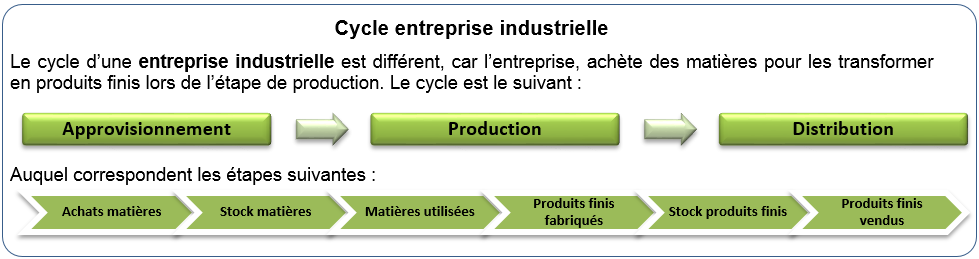 Cycle entreprise industrielle
Le cycle d’une entreprise industrielle est différent, car l’entreprise, achète des matières pour les transformer
en produits finis lors de l’étape de production. Le cycle est le suivant :
Approvisionnement
Production
Distribution
Auquel correspondent les étapes suivantes :
Achats matières
Stock matières
Matières utilisées
Produits finis
fabriqués
Stock produits finis
Produits finis
vendus